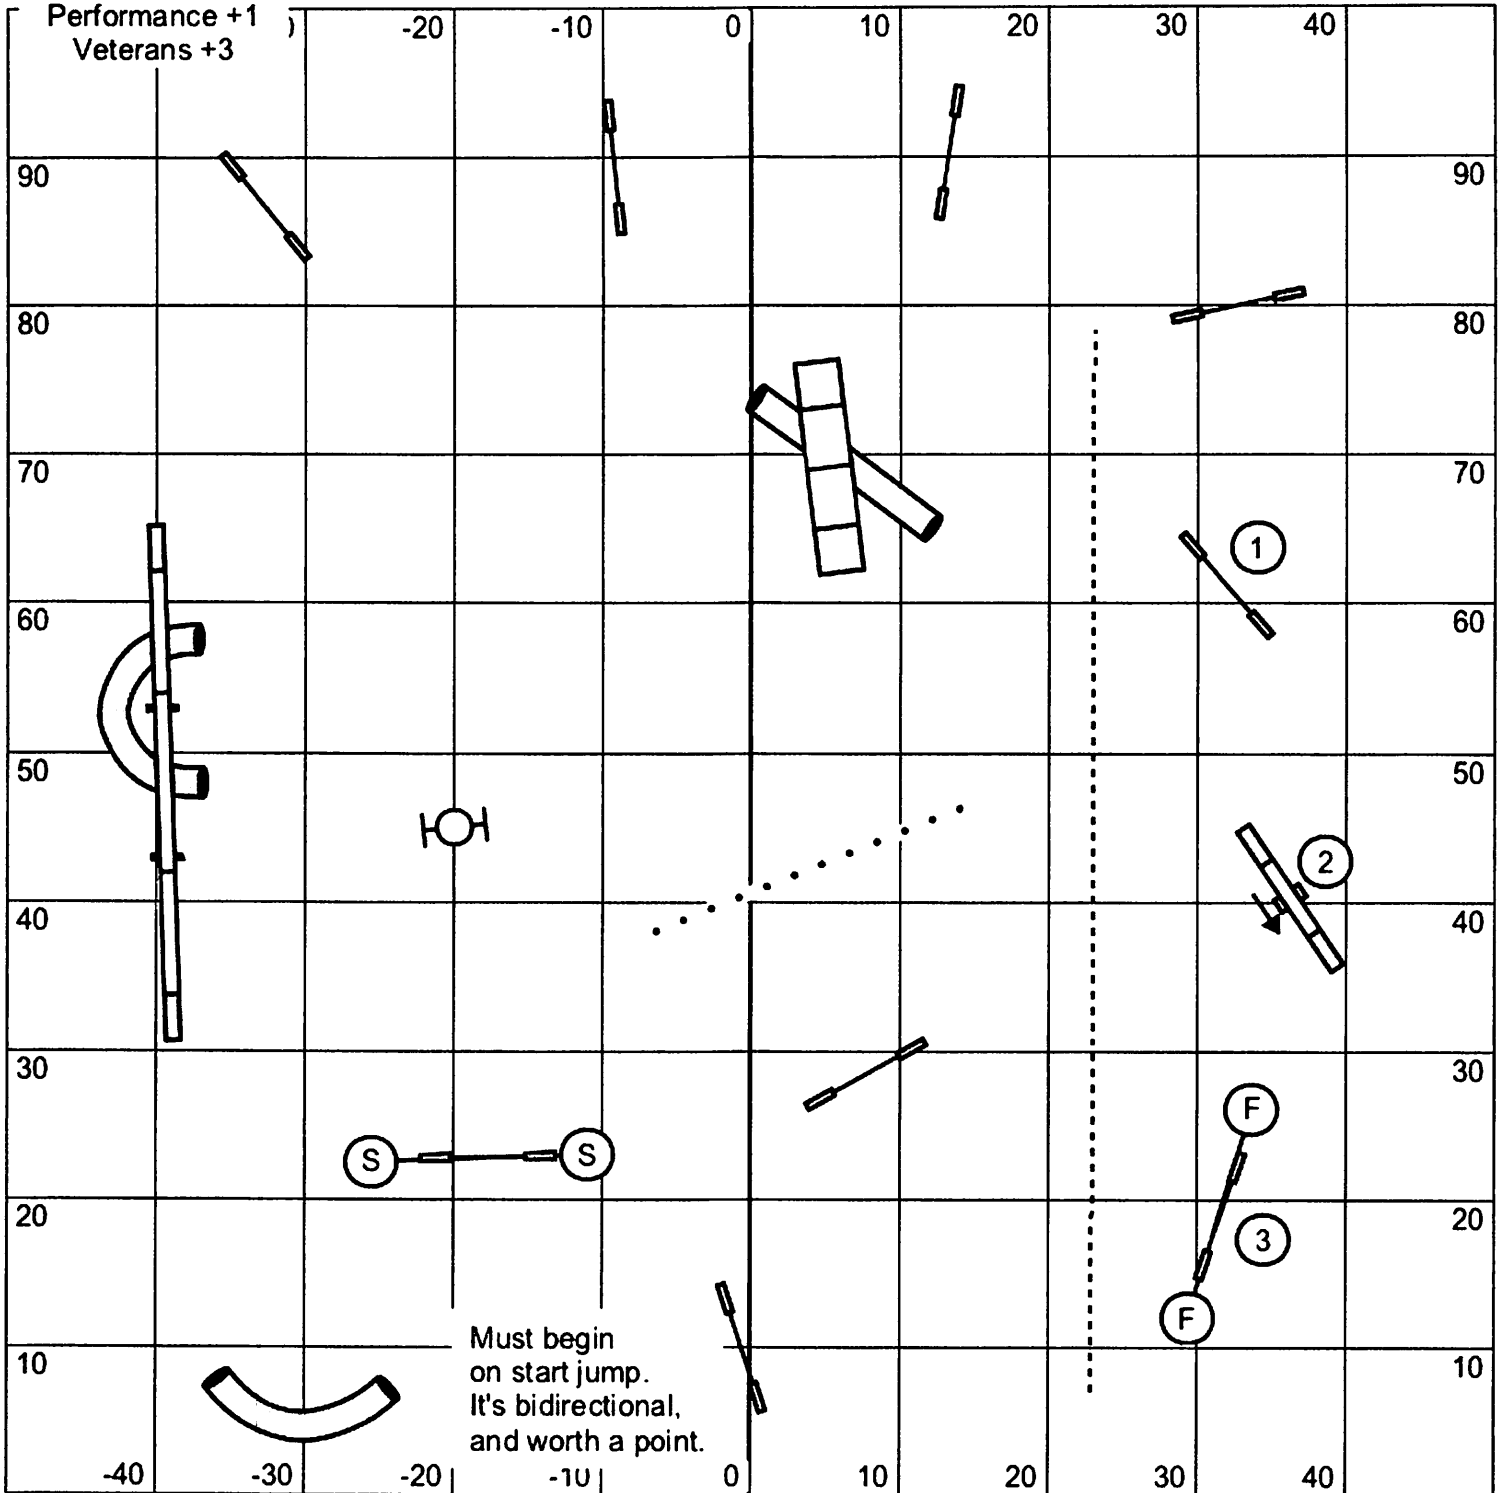 Performance +1
Veterans +3
-20 -10 0 10 20 30 40
90 90
80 80
70 70
1
60 60
50 50
2
40 40
30 30
F
S S
20 20
3
F
Must begin
on start jump.
It's bidirectional,
and worth a point.
10 10
-40 -30 -20 -10 0 10 20 30 40